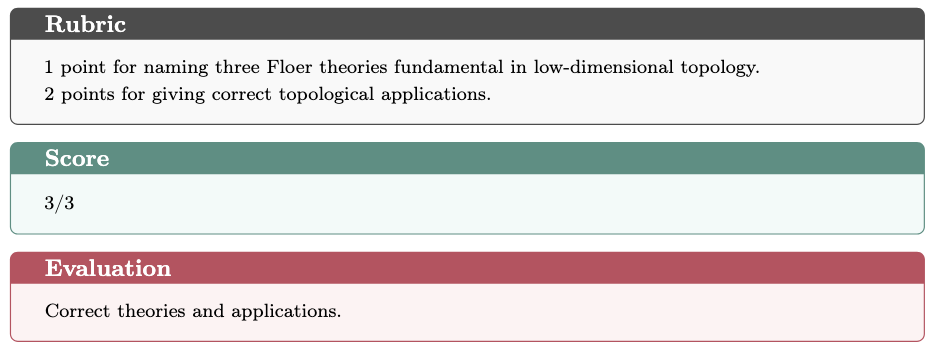 Rubric
1 point for naming three Floer theories fundamental in low-dimensional topology.
2 points for giving correct topological applications.
Score
3/3
Evaluation
Correct theories and applications.